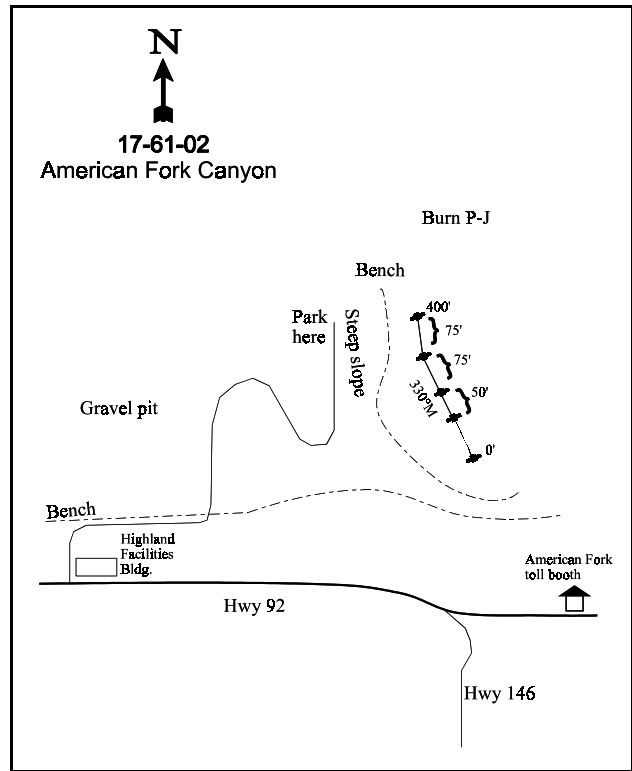 N
17-61-02
American Fork Canyon
Burn P-J
Bench
400'
Park
here
Steep slope
75'
75'
330°M
50'
Gravel pit
0'
Bench
Highland
Facilities
Bldg.
American Fork
toll booth
Hwy 92
Hwy 146